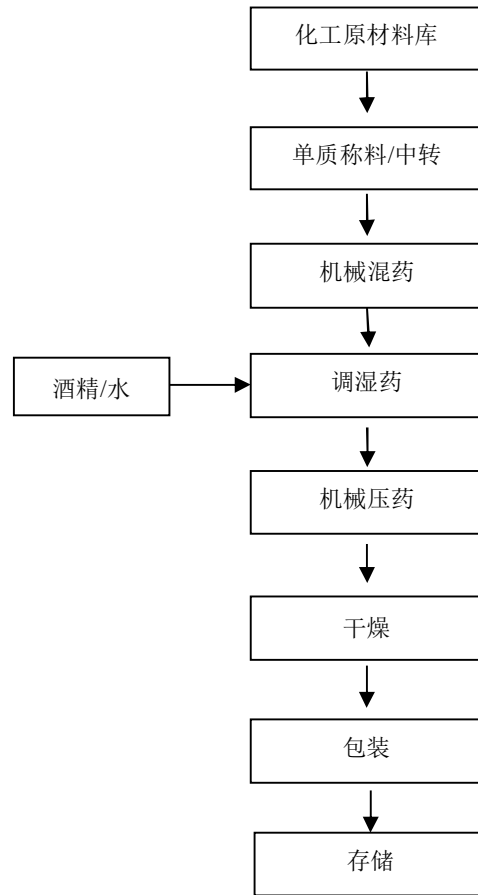 化工原材料库
单质称料/中转
机械混药
酒精/水
调湿药
机械压药
干燥
包装
存储